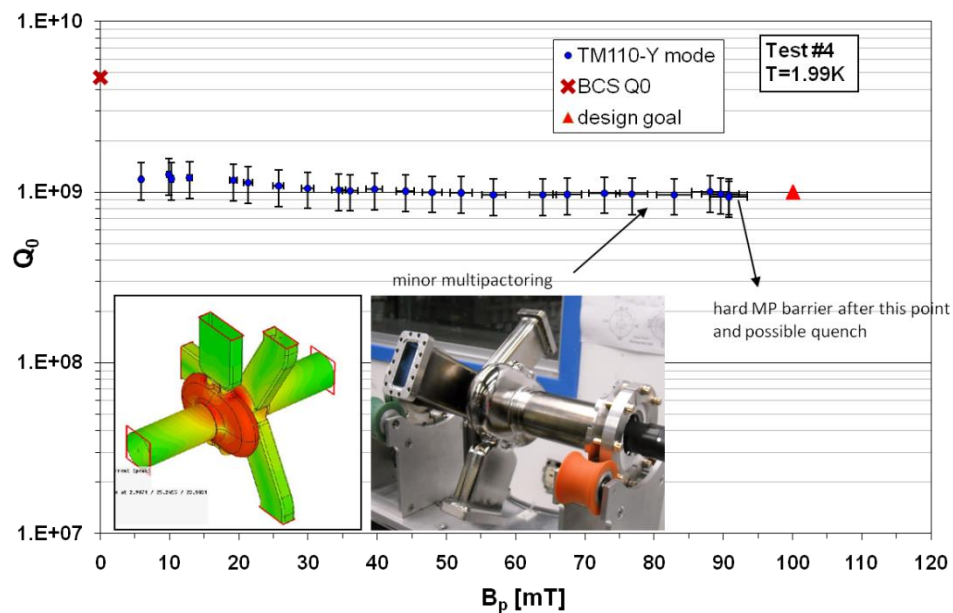 1.E+10
1.E+09
1.E+08
1.E+07
Q0
TM110-Y mode
BCS Q0
design goal
Test #4
T=1.99K
minor multipactoring
hard MP barrier after this point
and possible quench
0 10 20 30 40 50 60 70 80 90 100 110 120
Bp [mT]